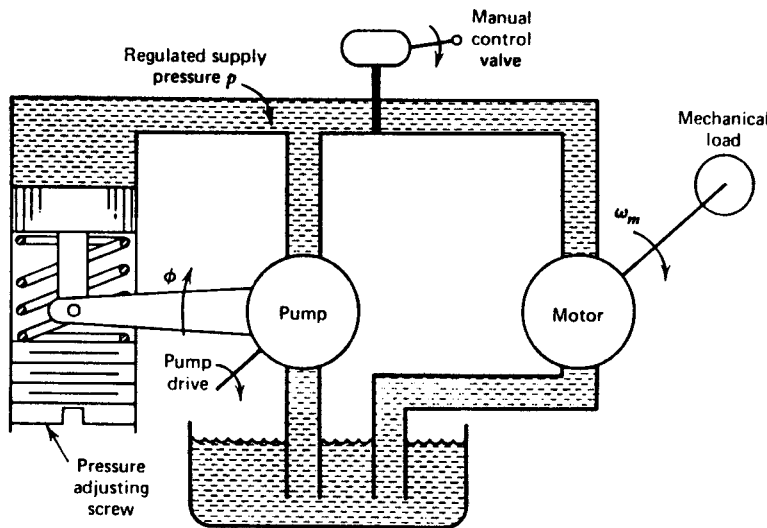 Manual
control
valve
Regulated supply
pressure p
Mechanical
load
ω_m
ϕ
Pump
Motor
Pump
drive
Pressure
adjusting
screw